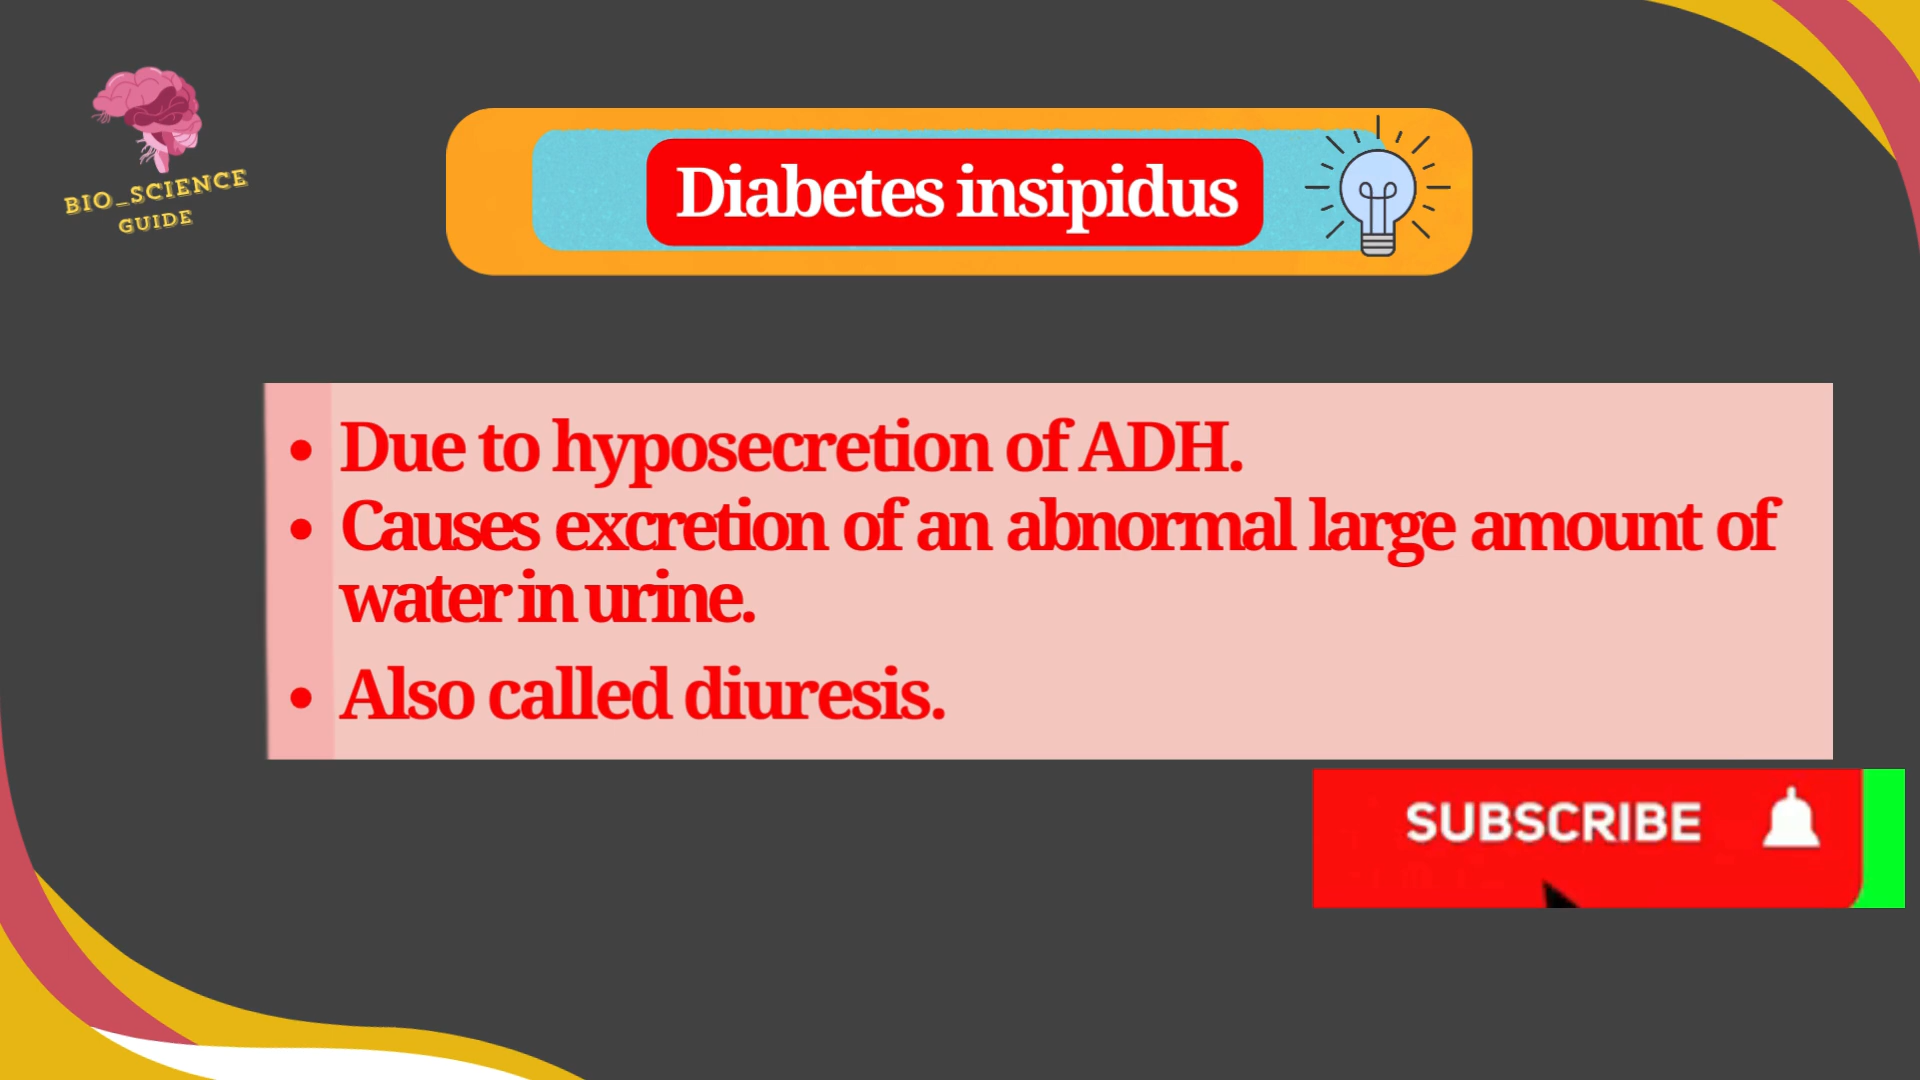 BIO_SCIENCE
GUIDE
Diabetes insipidus
• Due to hyposecretion of ADH.
• Causes excretion of an abnormal large amount of
water in urine.
• Also called diuresis.
SUBSCRIBE